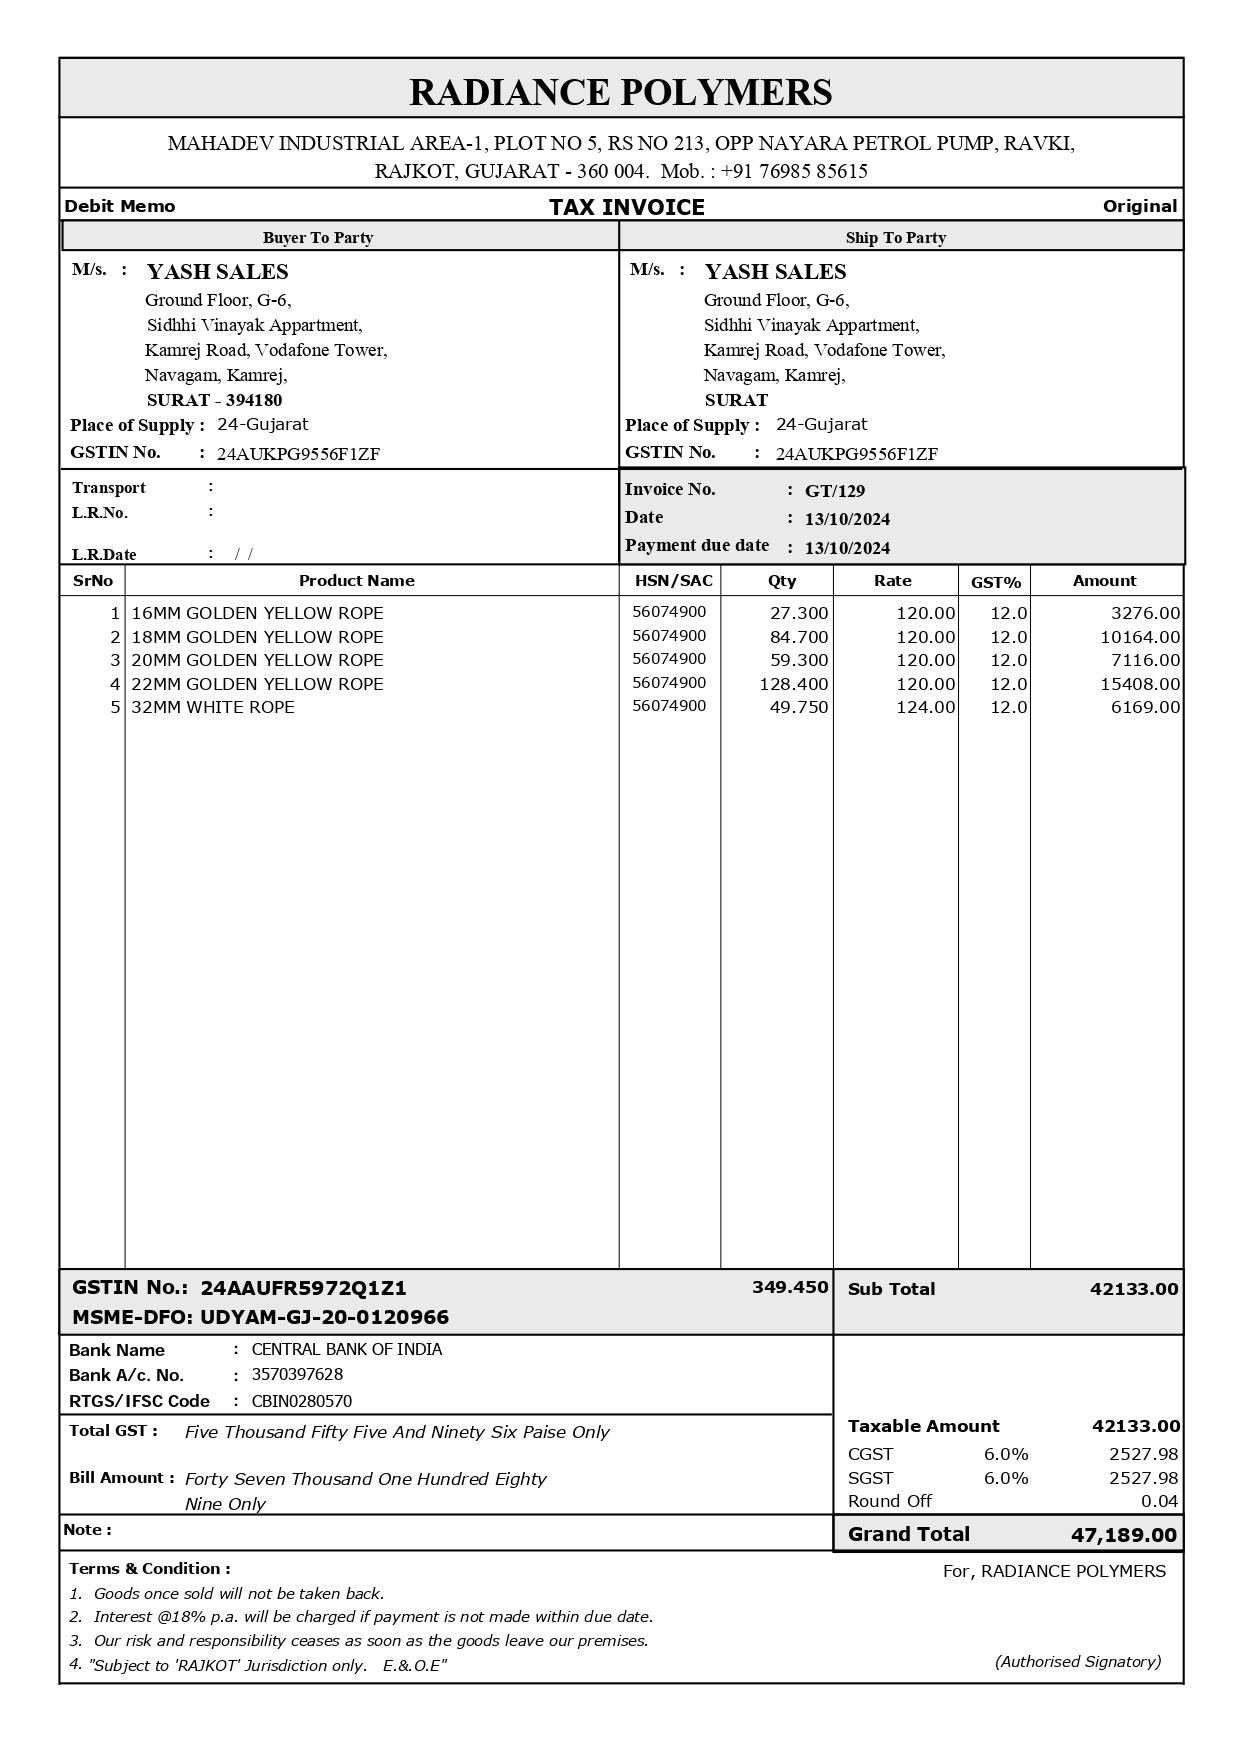 RADIANCE POLYMERS
MAHADEV INDUSTRIAL AREA-1, PLOT NO 5, RS NO 213, OPP NAYARA PETROL PUMP, RAVKI,
RAJKOT, GUJARAT - 360 004. Mob. : +91 76985 85615
Debit Memo TAX INVOICE Original
Buyer To Party Ship To Party
M/s. : YASH SALES M/s. : YASH SALES
Ground Floor, G-6, Ground Floor, G-6,
Sidhhi Vinayak Appartment, Sidhhi Vinayak Appartment,
Kamrej Road, Vodafone Tower, Kamrej Road, Vodafone Tower,
Navagam, Kamrej, Navagam, Kamrej,
SURAT - 394180 SURAT
Place of Supply : 24-Gujarat Place of Supply : 24-Gujarat
GSTIN No. : 24AUKPG9556F1ZF GSTIN No. : 24AUKPG9556F1ZF
Transport : Invoice No. : GT/129
L.R.No. : Date : 13/10/2024
L.R.Date : / / Payment due date : 13/10/2024
SrNo Product Name HSN/SAC Qty Rate GST% Amount
1 16MM GOLDEN YELLOW ROPE 56074900 27.300 120.00 12.0 3276.00
2 18MM GOLDEN YELLOW ROPE 56074900 84.700 120.00 12.0 10164.00
3 20MM GOLDEN YELLOW ROPE 56074900 59.300 120.00 12.0 7116.00
4 22MM GOLDEN YELLOW ROPE 56074900 128.400 120.00 12.0 15408.00
5 32MM WHITE ROPE 56074900 49.750 124.00 12.0 6169.00
GSTIN No.: 24AAUFR5972Q1Z1 349.450 Sub Total 42133.00
MSME-DFO: UDYAM-GJ-20-0120966
Bank Name : CENTRAL BANK OF INDIA
Bank A/c. No. : 3570397628
RTGS/IFSC Code : CBIN0280570
Total GST : Five Thousand Fifty Five And Ninety Six Paise Only Taxable Amount 42133.00
CGST 6.0% 2527.98
Bill Amount : Forty Seven Thousand One Hundred Eighty SGST 6.0% 2527.98
Nine Only Round Off 0.04
Note : Grand Total 47,189.00
Terms & Condition : For, RADIANCE POLYMERS
1. Goods once sold will not be taken back.
2. Interest @18% p.a. will be charged if payment is not made within due date.
3. Our risk and responsibility ceases as soon as the goods leave our premises.
4. "Subject to 'RAJKOT' Jurisdiction only. E.&.O.E" (Authorised Signatory)